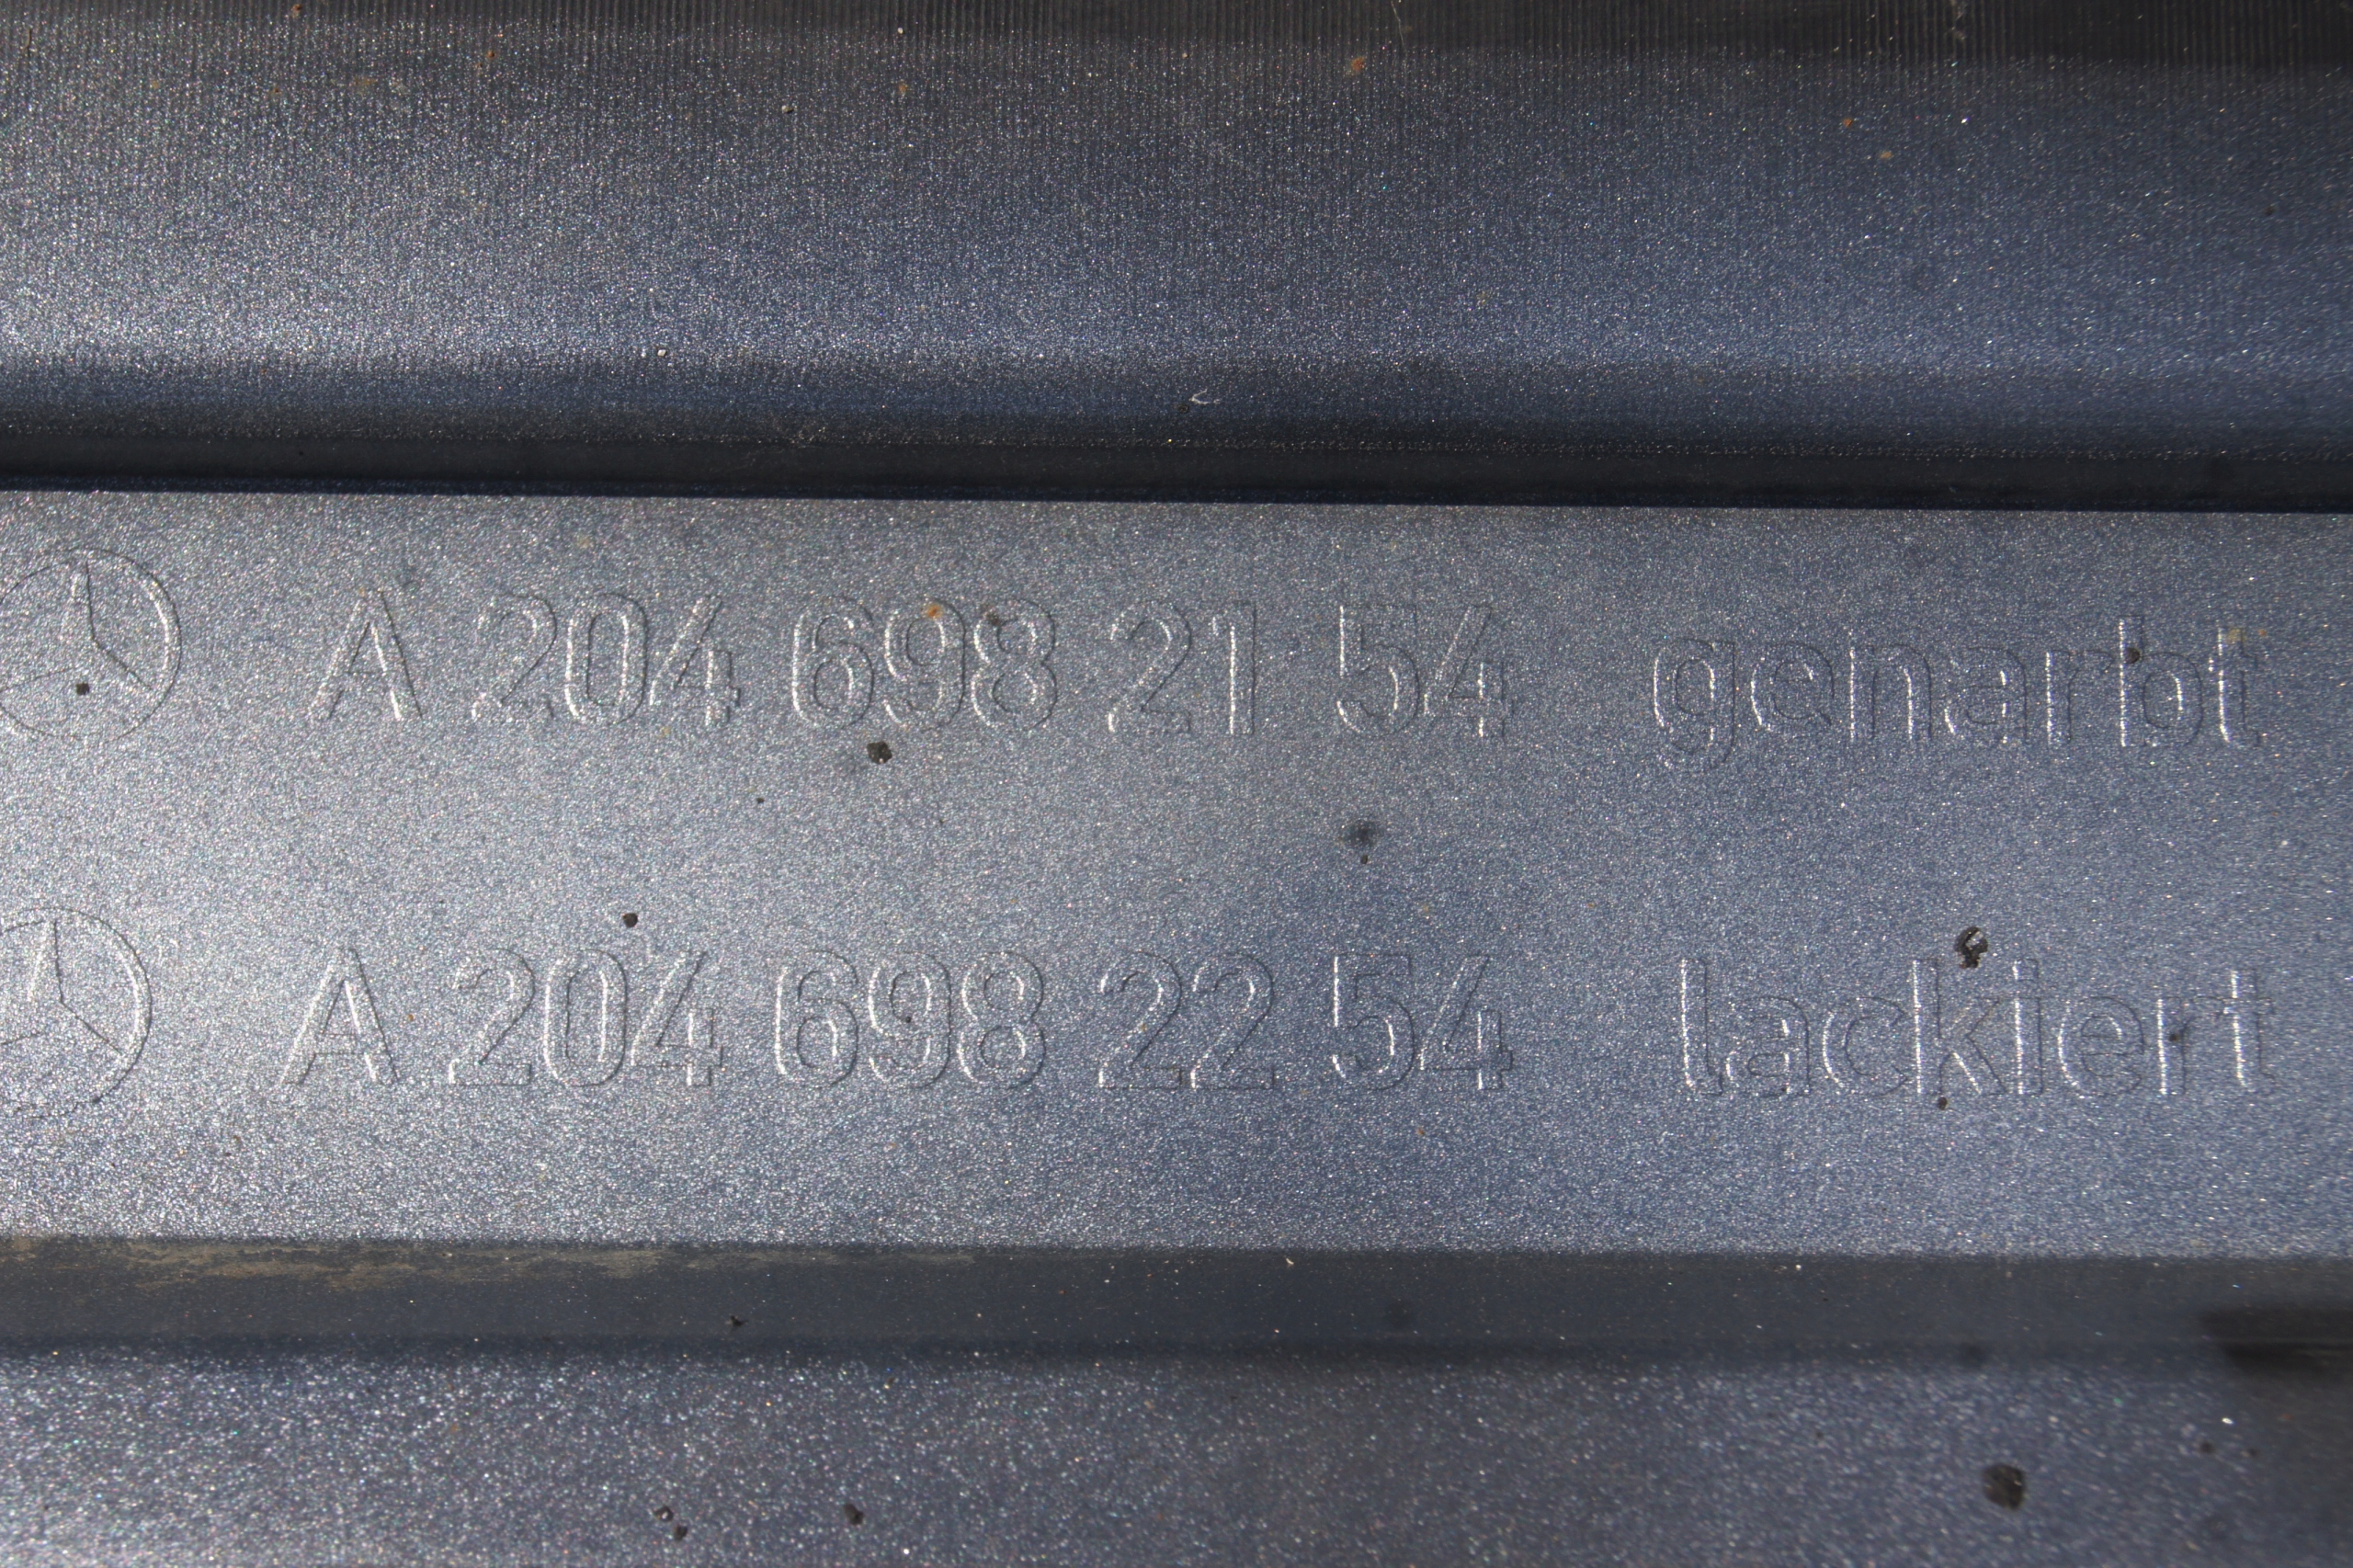 A 204 698 21 54 genarbt
A 204 698 22 54 lackiert